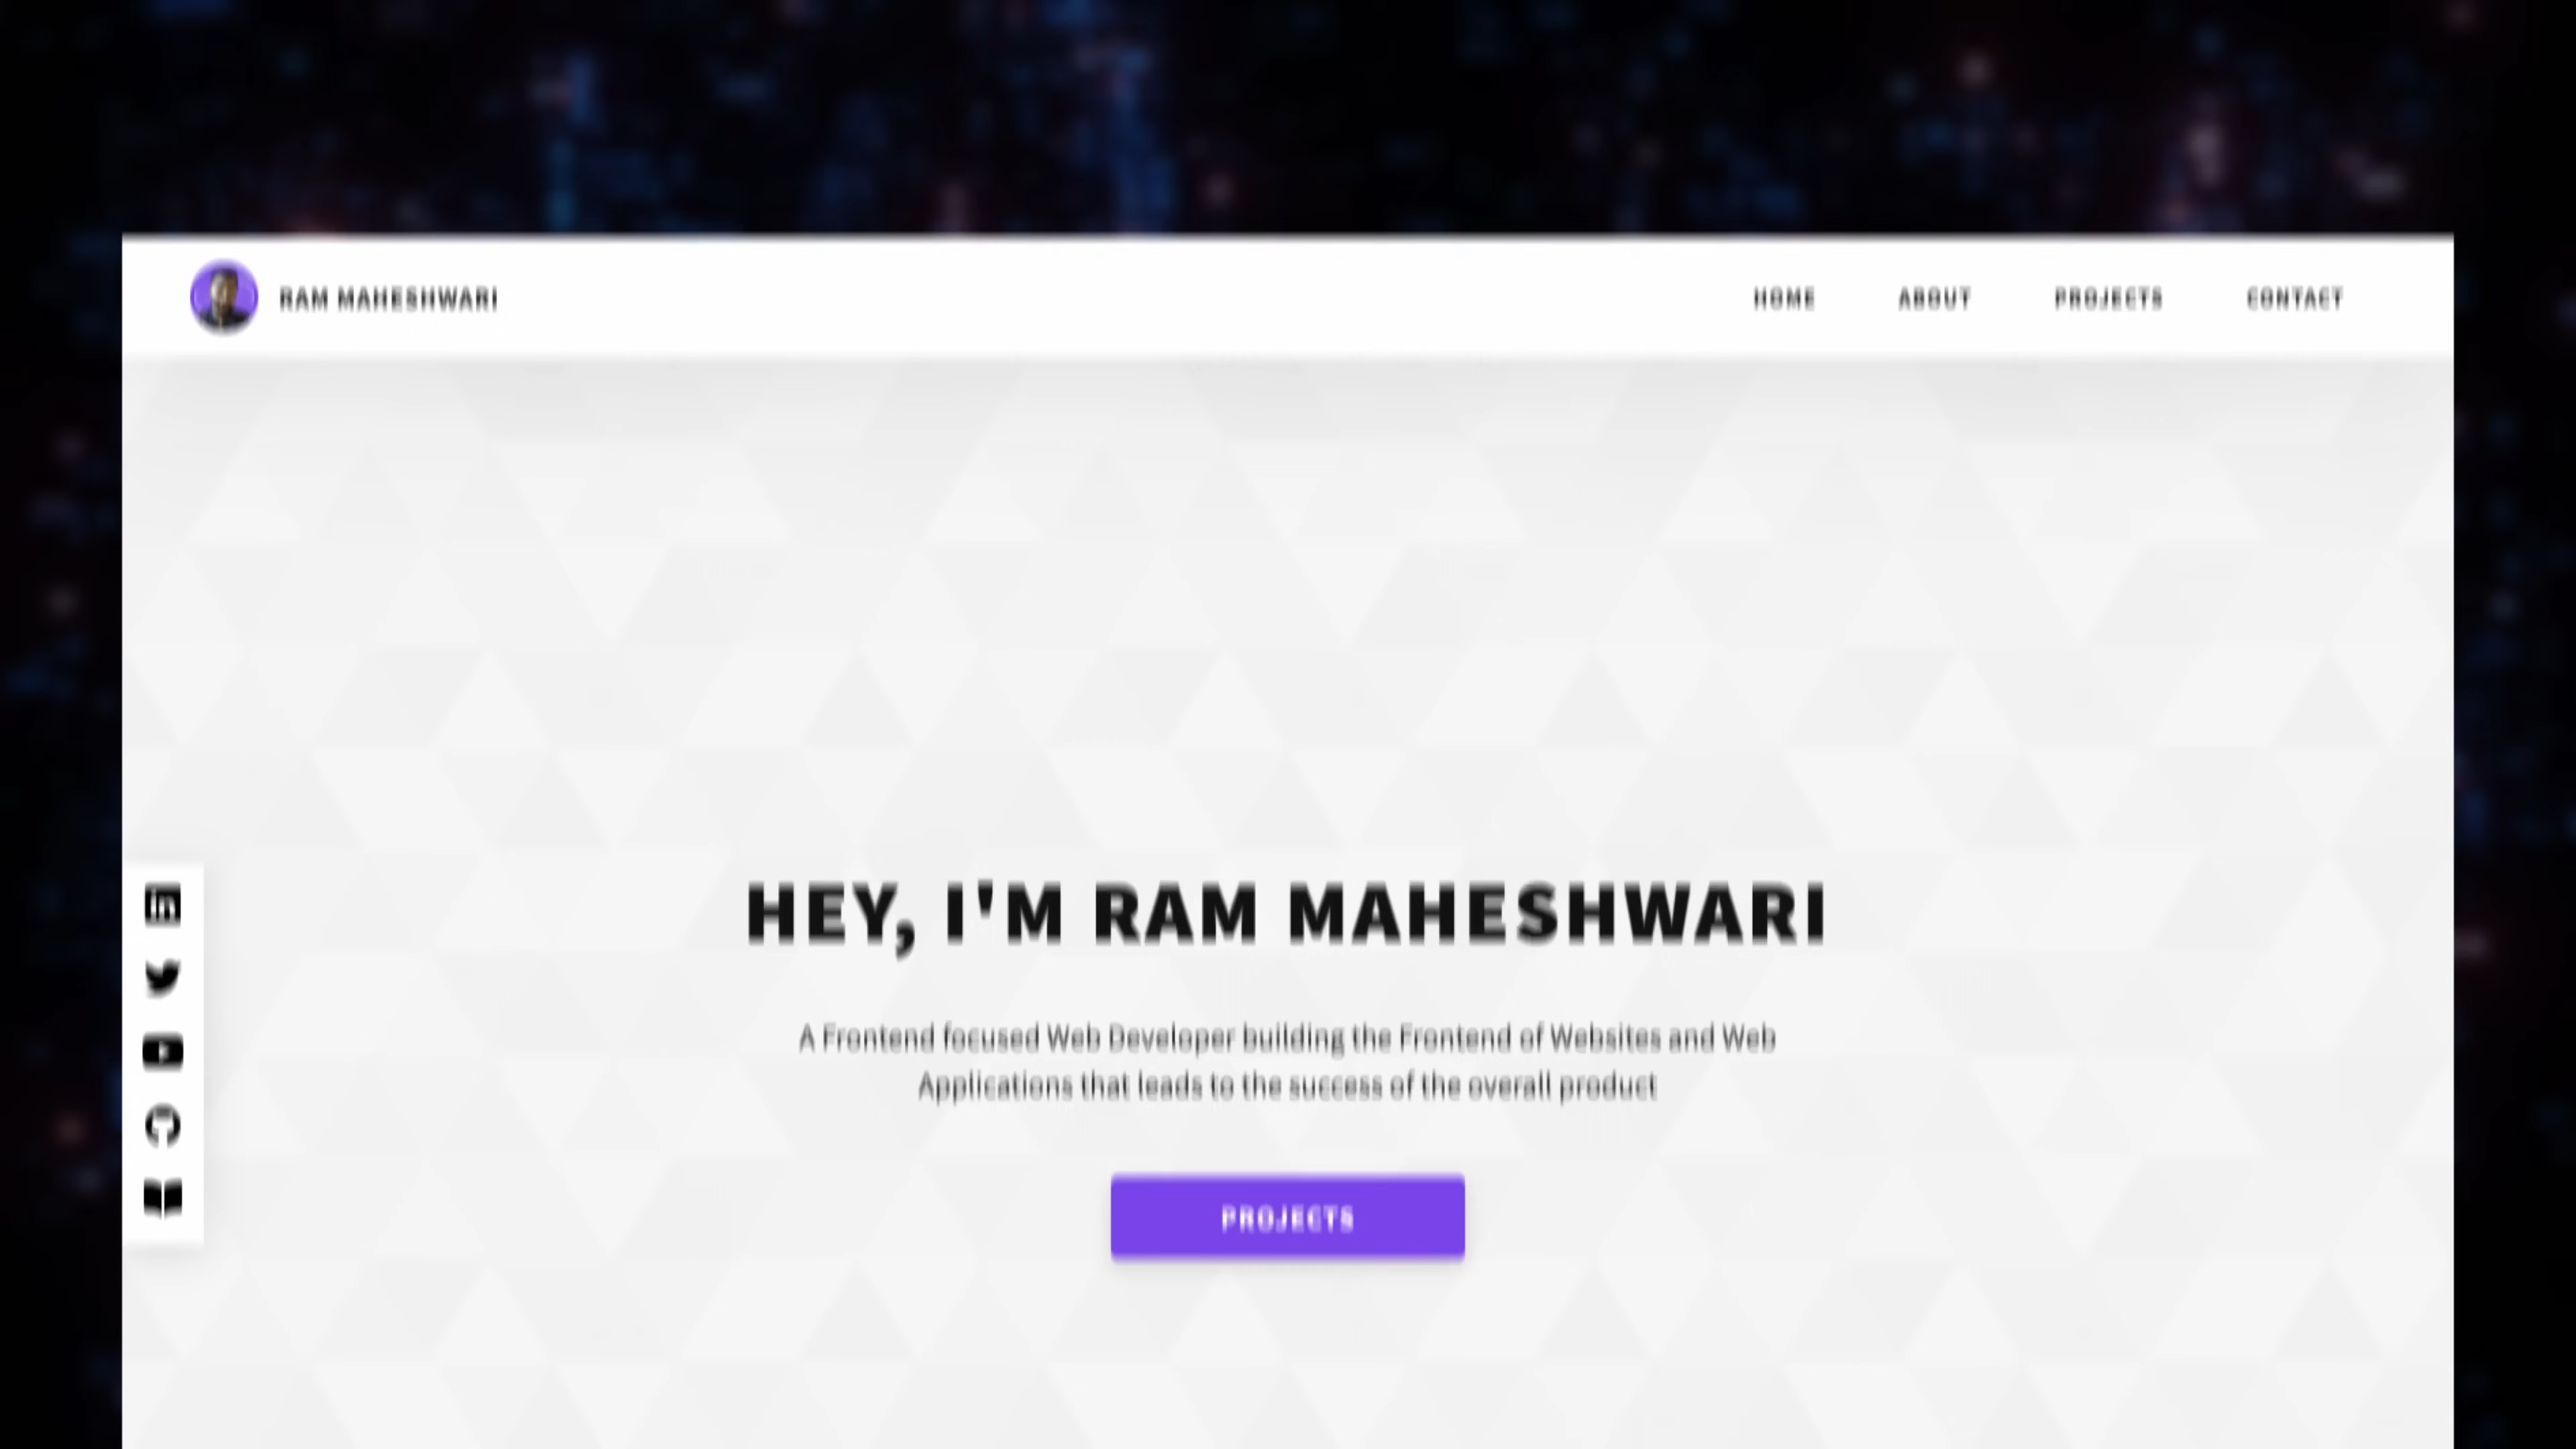 RAM MAHESHWARI
HOME ABOUT PROJECTS CONTACT
HEY, I'M RAM MAHESHWARI
A Frontend focused Web Developer building the Frontend of Websites and Web
Applications that leads to the success of the overall product
PROJECTS